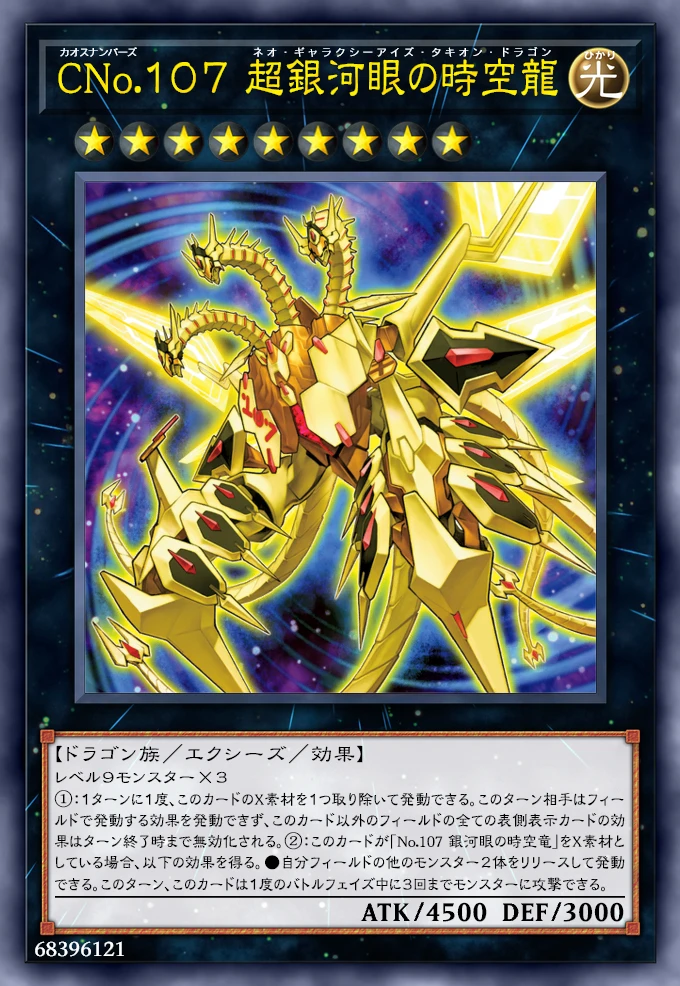 カオスナンバーズ ネオ・ギャラクシーアイズ・タキオン・ドラゴン ひかり
CNo.107 超銀河眼の時空龍 光
107
【ドラゴン族／エクシーズ／効果】
レベル9モンスター×3
①：1ターンに1度、このカードのX素材を1つ取り除いて発動できる。このターン相手はフィー
ルドで発動する効果を発動できず、このカード以外のフィールドの全ての表側表示カードの効
果はターン終了時まで無効化される。②：このカードが「No.107 銀河眼の時空竜」をX素材と
している場合、以下の効果を得る。●自分フィールドの他のモンスター2体をリリースして発動
できる。このターン、このカードは1度のバトルフェイズ中に3回までモンスターに攻撃できる。
ATK/4500 DEF/3000
68396121